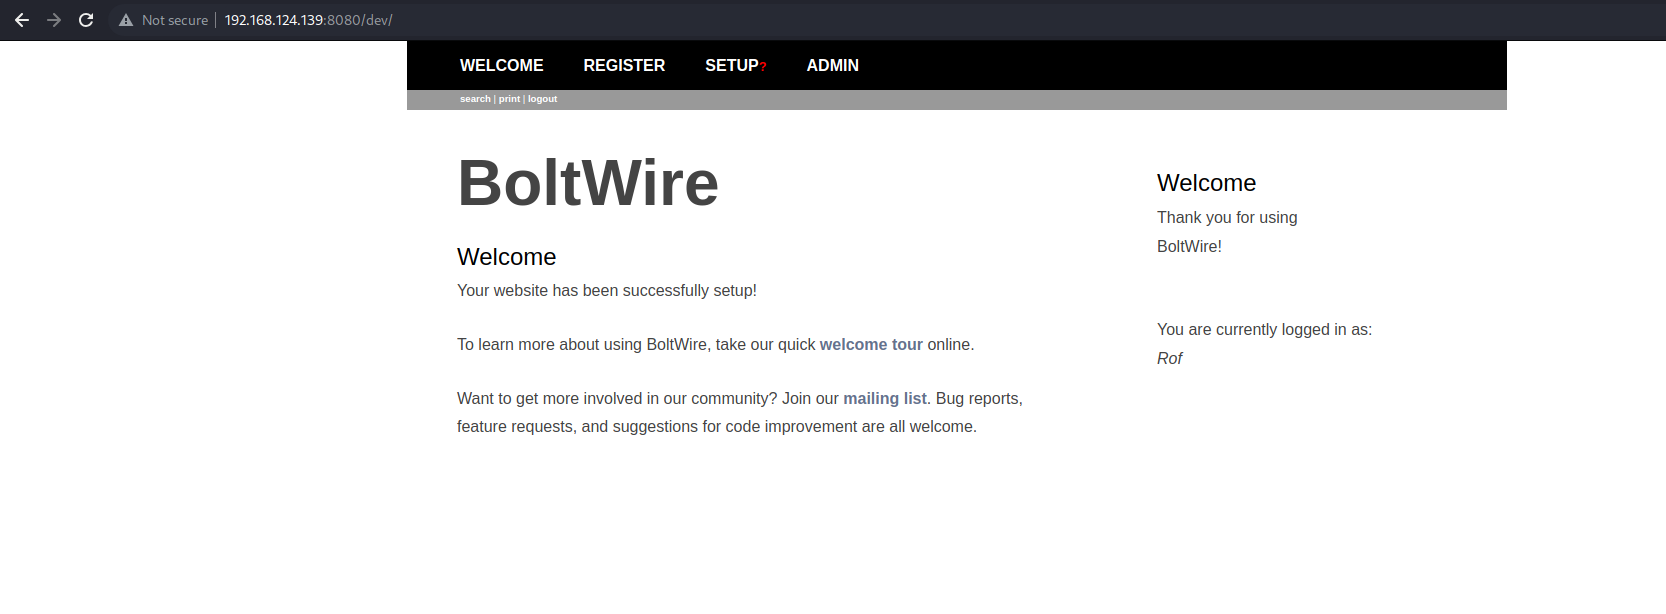 Not secure 192.168.124.139:8080/dev/
WELCOME REGISTER SETUP? ADMIN
search | print | logout
BoltWire
Welcome
Your website has been successfully setup!
To learn more about using BoltWire, take our quick welcome tour online.
Want to get more involved in our community? Join our mailing list. Bug reports,
feature requests, and suggestions for code improvement are all welcome.
Welcome
Thank you for using
BoltWire!
You are currently logged in as:
Rof